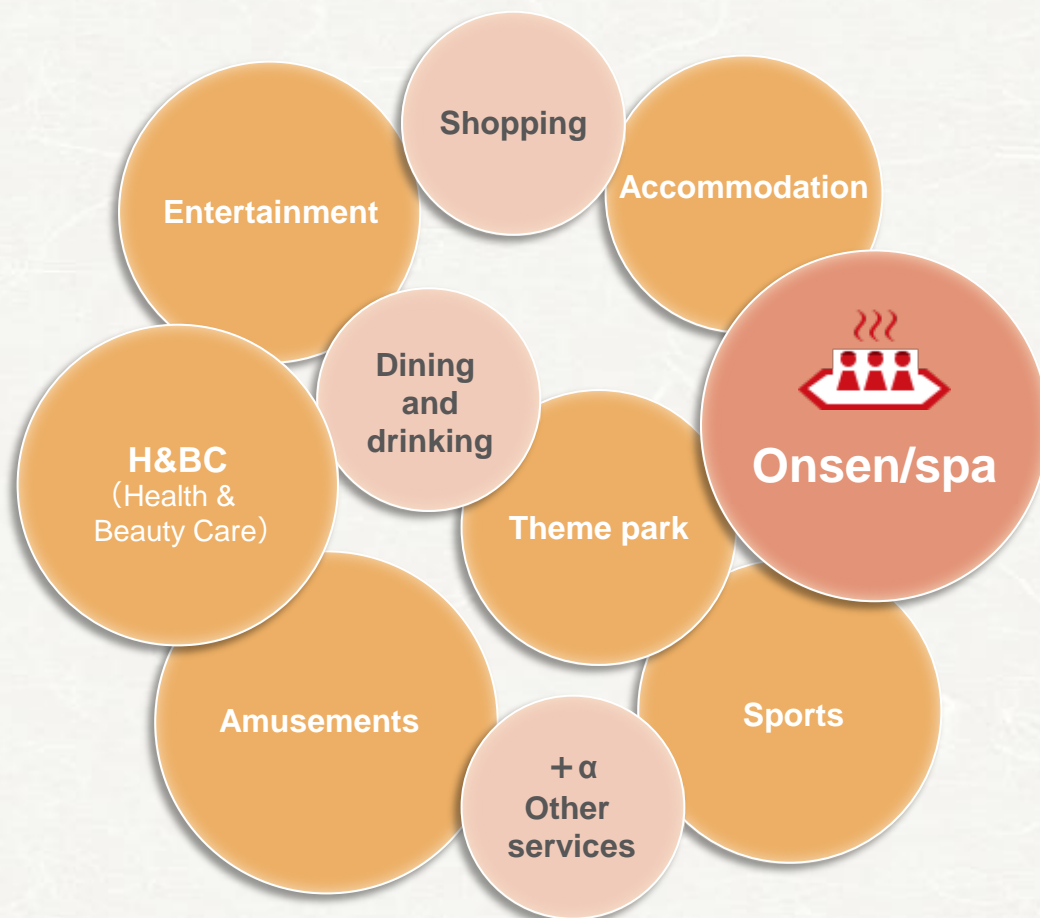 Shopping
Entertainment
Accommodation
Dining
and
drinking
Onsen/spa
H&BC
（Health &
Beauty Care）
Theme park
Amusements
Sports
＋α
Other
services